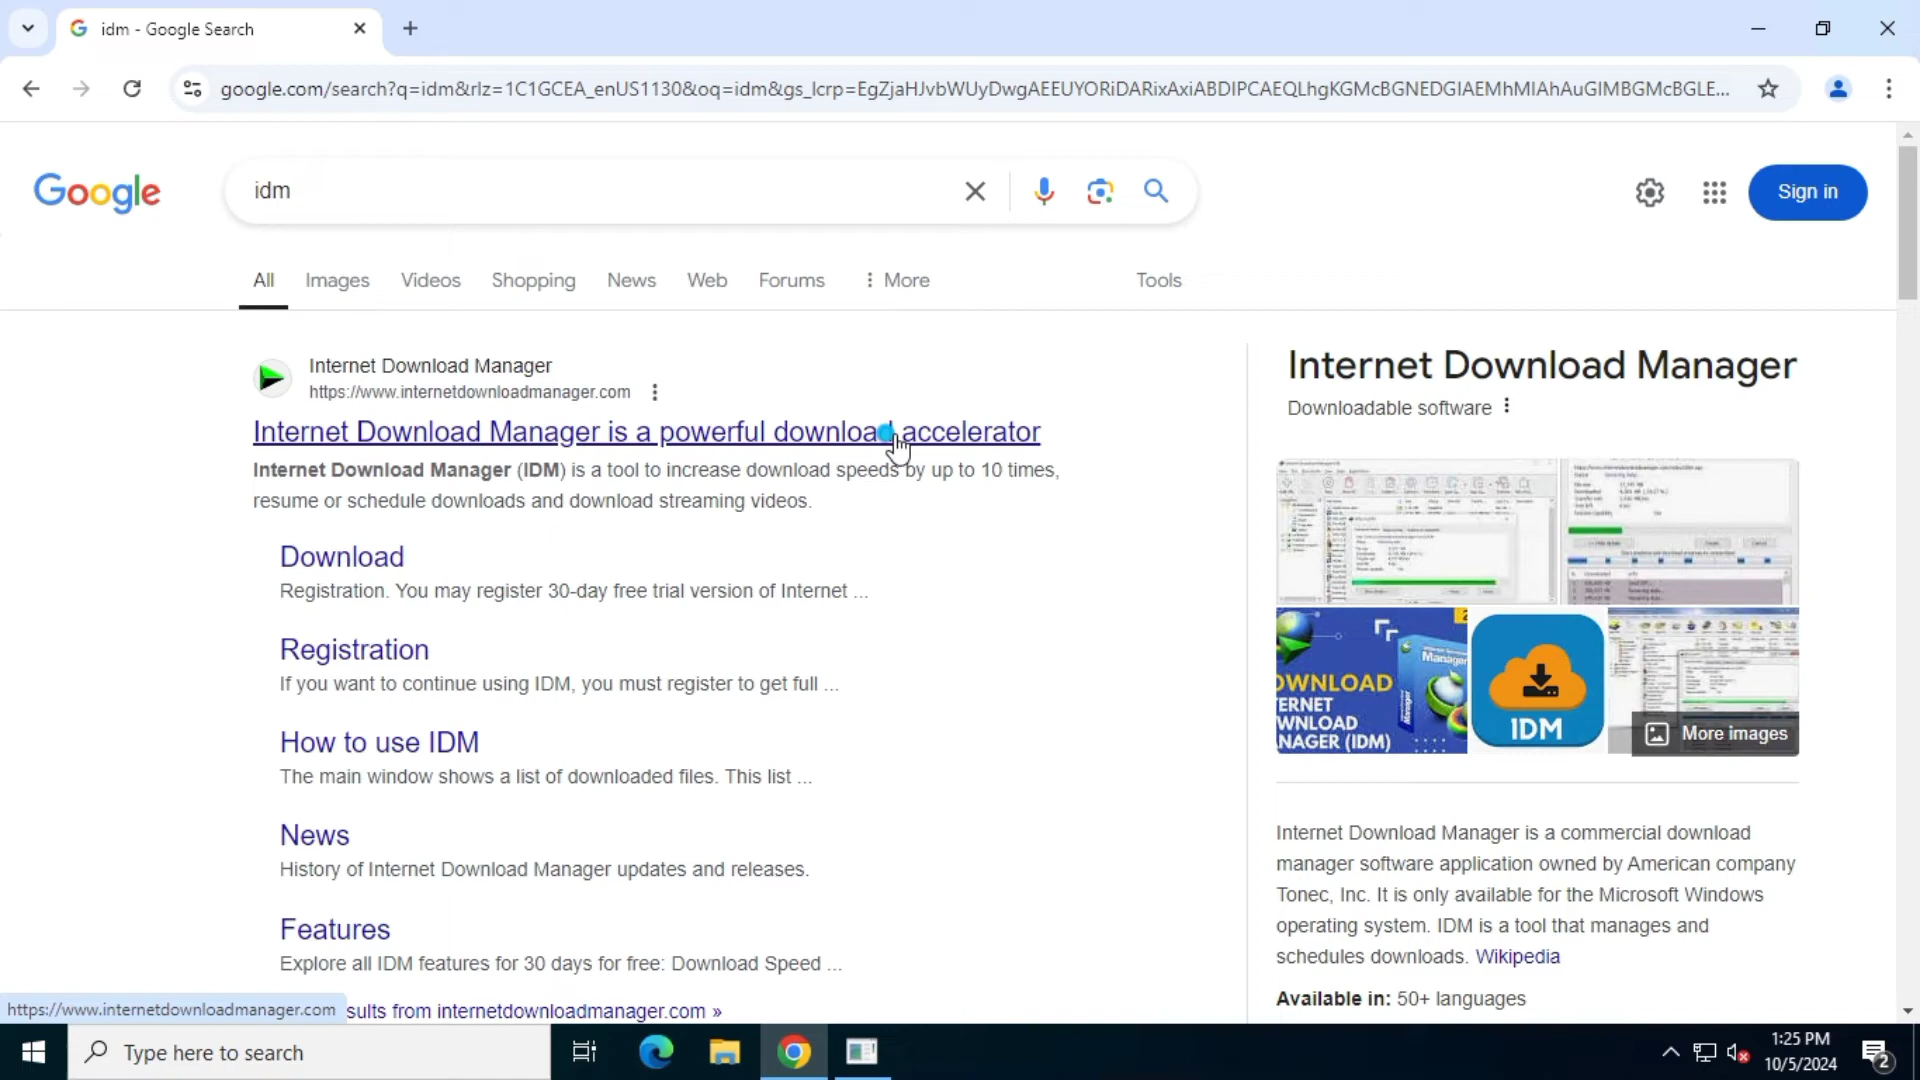 idm - Google Search
google.com/search?q=idm&rlz=1C1GCEA_enUS1130&oq=idm&gs_lcrp=EgZjaHJvbWUyDwgAEEUYORiDARixAxiABDIPCAEQLhgKGMcBGNEDGIAEMhMIAhAuGIMBGMcBGLE...
Google
idm
Sign in
All Images Videos Shopping News Web Forums More Tools
Internet Download Manager
https://www.internetdownloadmanager.com
Internet Download Manager is a powerful download accelerator
Internet Download Manager (IDM) is a tool to increase download speeds by up to 10 times,
resume or schedule downloads and download streaming videos.
Download
Registration. You may register 30-day free trial version of Internet ...
Registration
If you want to continue using IDM, you must register to get full ...
How to use IDM
The main window shows a list of downloaded files. This list ...
News
History of Internet Download Manager updates and releases.
Features
Explore all IDM features for 30 days for free: Download Speed ...
sults from internetdownloadmanager.com »
https://www.internetdownloadmanager.com
Internet Download Manager
Downloadable software
Manager
OWNLOAD
TERNET
WNLOAD
NAGER (IDM)
IDM
More images
Internet Download Manager is a commercial download
manager software application owned by American company
Tonec, Inc. It is only available for the Microsoft Windows
operating system. IDM is a tool that manages and
schedules downloads. Wikipedia
Available in: 50+ languages
Type here to search
1:25 PM
10/5/2024
2